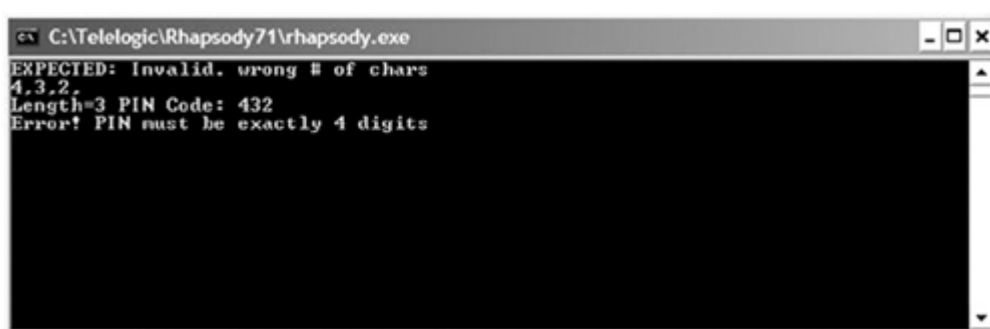 C:\Telelogic\Rhapsody71\rhapsody.exe
EXPECTED: Invalid. wrong # of chars
4,3,2,
Length=3 PIN Code: 432
Error! PIN must be exactly 4 digits